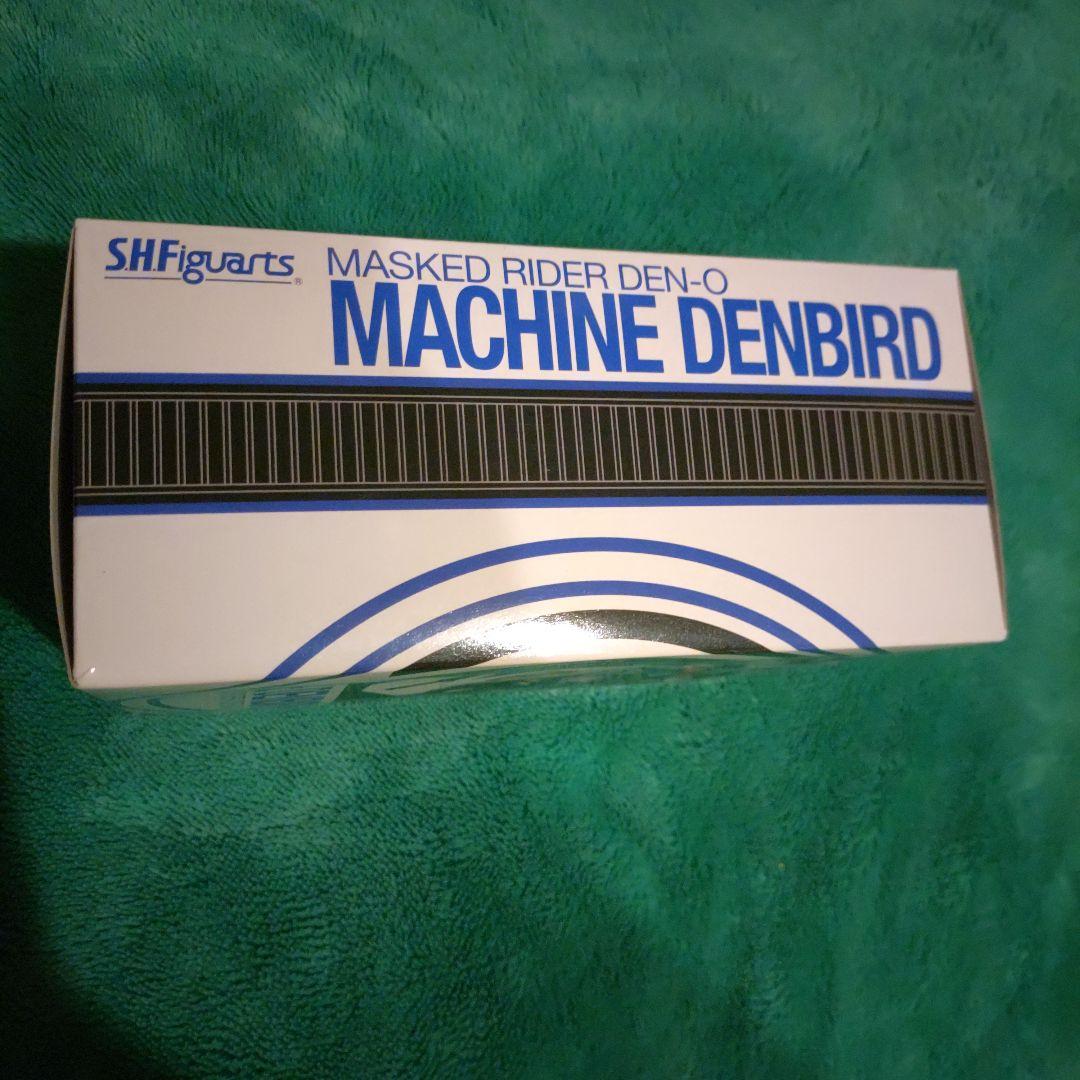 S.H.Figuarts®
MASKED RIDER DEN-O
MACHINE DENBIRD